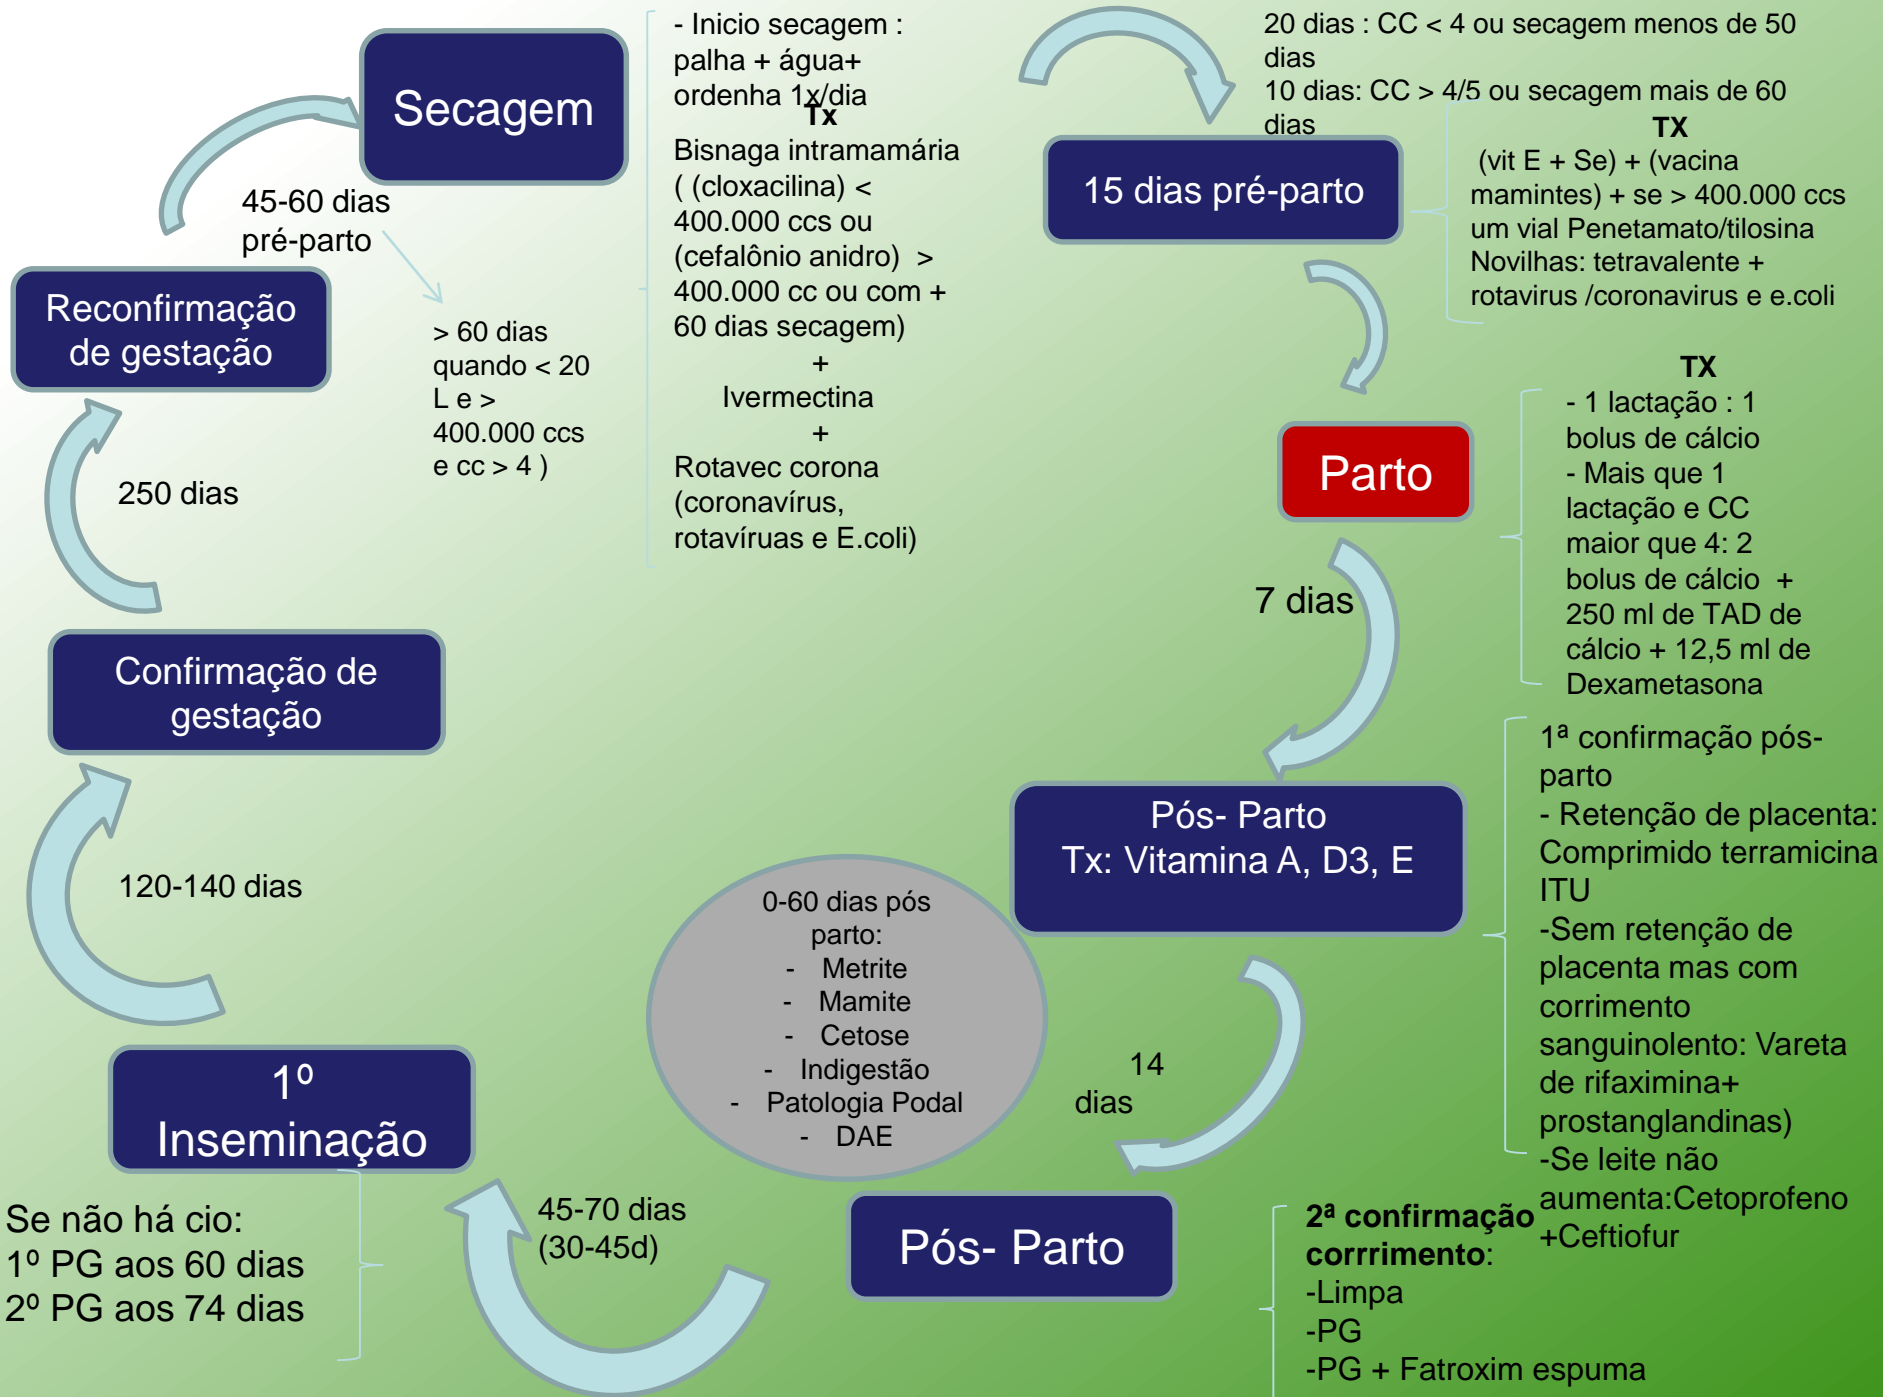 Secagem
- Inicio secagem :
palha + água+
ordenha 1x/dia
Tx
Bisnaga intramamária
( (cloxacilina) <
400.000 ccs ou
(cefalônio anidro) >
400.000 cc ou com +
60 dias secagem)
+
Ivermectina
+
Rotavec corona
(coronavírus,
rotavíruas e E.coli)
20 dias : CC < 4 ou secagem menos de 50
dias
10 dias: CC > 4/5 ou secagem mais de 60
dias
15 dias pré-parto
TX
(vit E + Se) + (vacina
mamintes) + se > 400.000 ccs
um vial Penetamato/tilosina
Novilhas: tetravalente +
rotavirus /coronavirus e e.coli
Parto
TX
- 1 lactação : 1
bolus de cálcio
- Mais que 1
lactação e CC
maior que 4: 2
bolus de cálcio +
250 ml de TAD de
cálcio + 12,5 ml de
Dexametasona
7 dias
Pós- Parto
Tx: Vitamina A, D3, E
1ª confirmação pós-
parto
- Retenção de placenta:
Comprimido terramicina
ITU
-Sem retenção de
placenta mas com
corrimento
sanguinolento: Vareta
de rifaximina+
prostanglandinas)
-Se leite não
aumenta:Cetoprofeno
+Ceftiofur
14
dias
Pós- Parto
2ª confirmação
corrrimento:
-Limpa
-PG
-PG + Fatroxim espuma
0-60 dias pós
parto:
- Metrite
- Mamite
- Cetose
- Indigestão
- Patologia Podal
- DAE
45-70 dias
(30-45d)
1º
Inseminação
Se não há cio:
1º PG aos 60 dias
2º PG aos 74 dias
120-140 dias
Confirmação de
gestação
250 dias
Reconfirmação
de gestação
45-60 dias
pré-parto
> 60 dias
quando < 20
L e >
400.000 ccs
e cc > 4 )